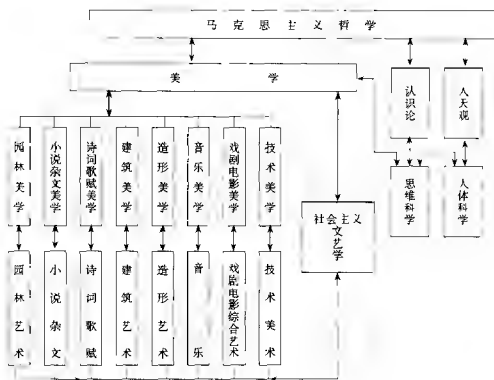 马克思主义哲学
美学
认识论
人天观
园林美学
小说杂文美学
诗词歌赋美学
建筑美学
造形美学
音乐美学
戏剧电影美学
技术美学
社会主义
文艺学
思维科学
人体科学
园林艺术
小说杂文
诗词歌赋
建筑艺术
造形艺术
音乐
戏剧电影综合艺术
技术美术